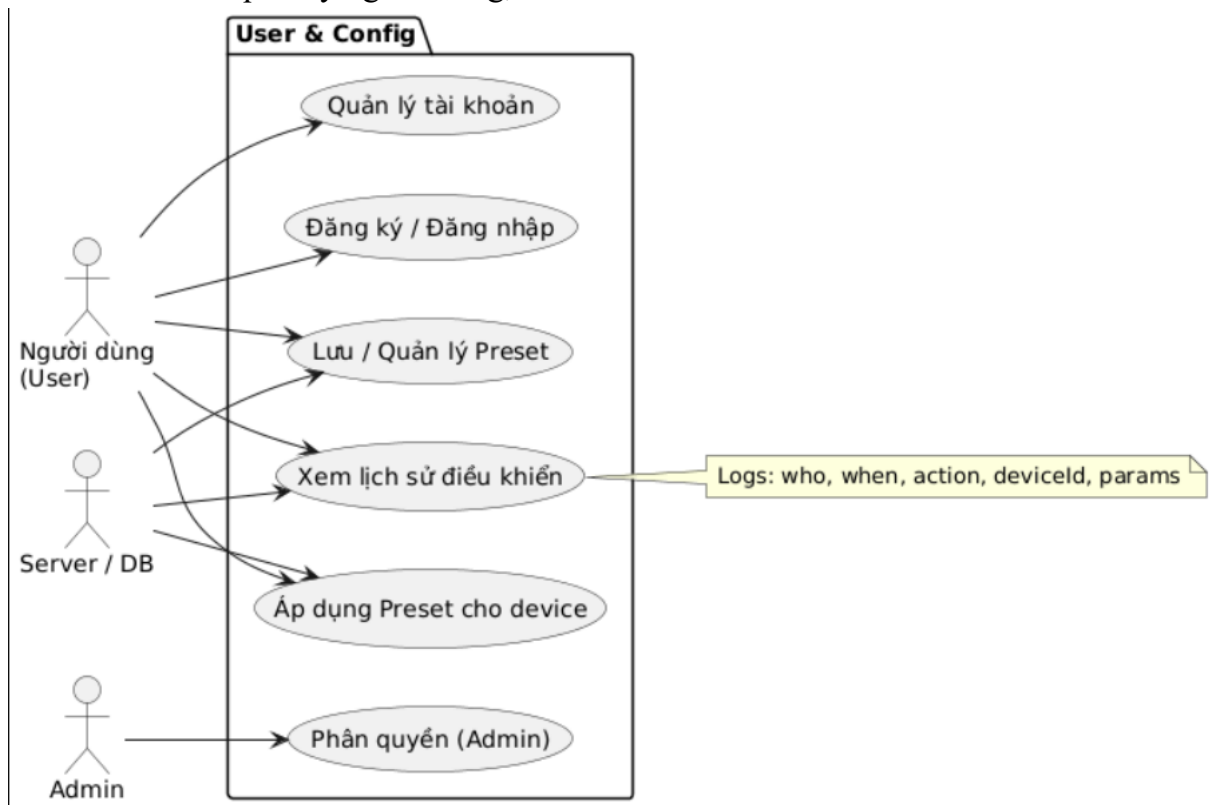 User & Config
Quản lý tài khoản
Đăng ký / Đăng nhập
Người dùng
(User)
Lưu / Quản lý Preset
Xem lịch sử điều khiển
Logs: who, when, action, deviceId, params
Server / DB
Áp dụng Preset cho device
Phân quyền (Admin)
Admin